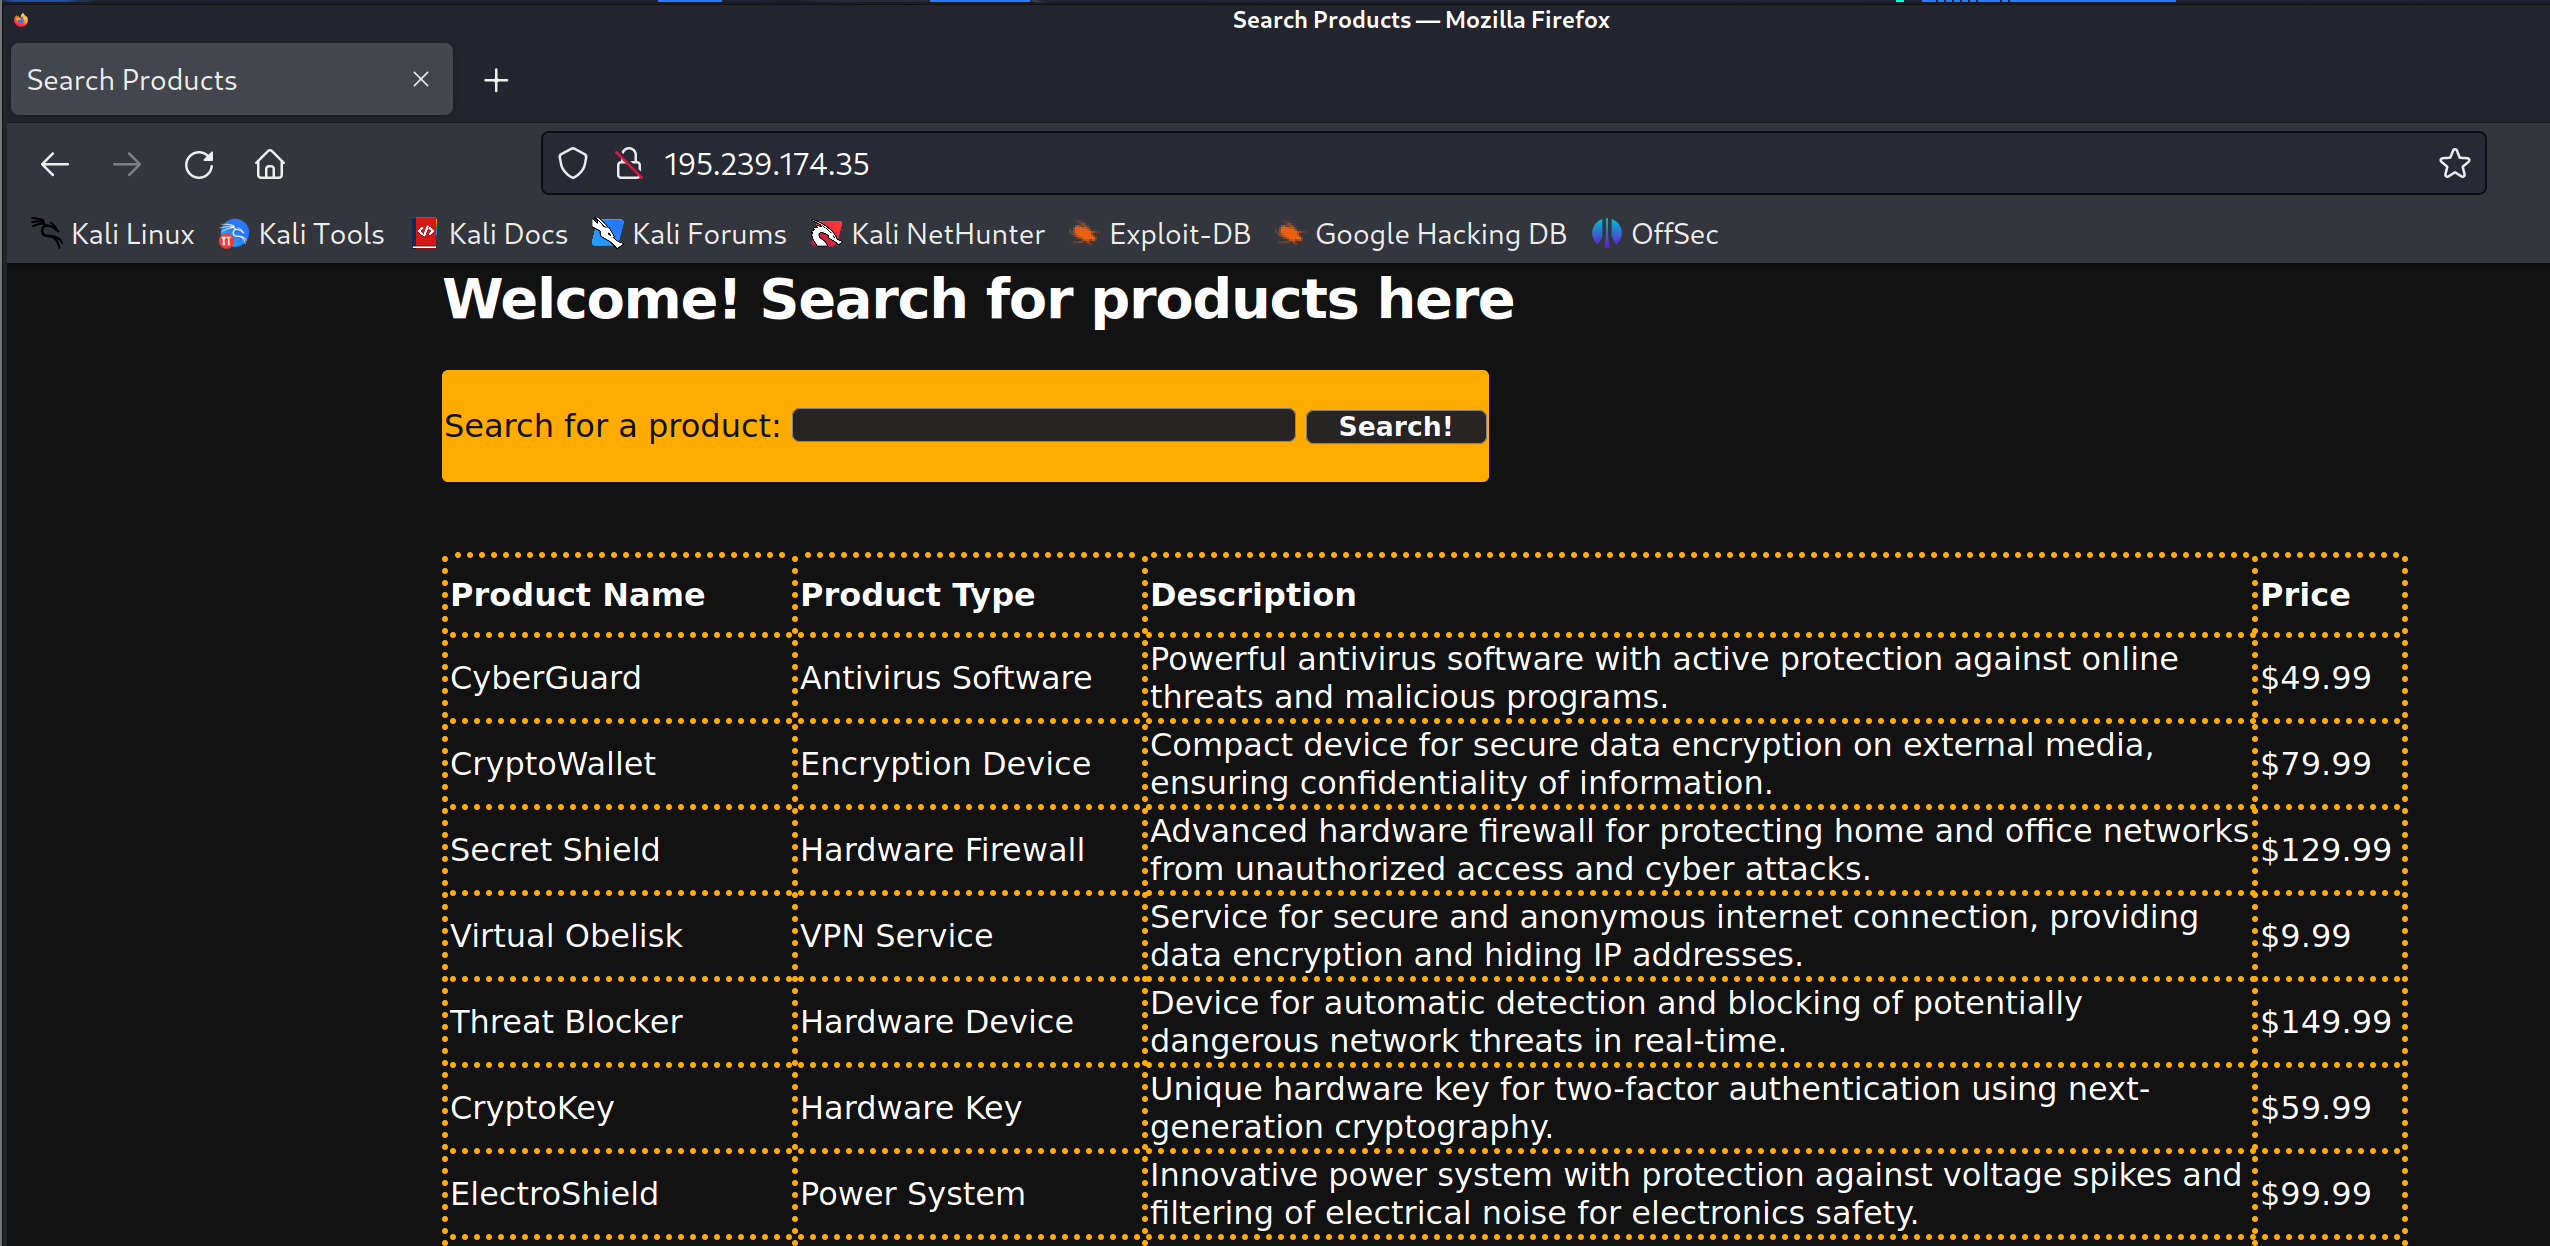 Search Products — Mozilla Firefox
Search Products
195.239.174.35
Kali Linux Kali Tools Kali Docs Kali Forums Kali NetHunter Exploit-DB Google Hacking DB OffSec
Welcome! Search for products here
Search for a product: Search!
Product Name Product Type Description Price
CyberGuard Antivirus Software Powerful antivirus software with active protection against online $49.99
threats and malicious programs.
CryptoWallet Encryption Device Compact device for secure data encryption on external media, $79.99
ensuring confidentiality of information.
Secret Shield Hardware Firewall Advanced hardware firewall for protecting home and office networks $129.99
from unauthorized access and cyber attacks.
Virtual Obelisk VPN Service Service for secure and anonymous internet connection, providing $9.99
data encryption and hiding IP addresses.
Threat Blocker Hardware Device Device for automatic detection and blocking of potentially $149.99
dangerous network threats in real-time.
CryptoKey Hardware Key Unique hardware key for two-factor authentication using next- $59.99
generation cryptography.
ElectroShield Power System Innovative power system with protection against voltage spikes and $99.99
filtering of electrical noise for electronics safety.